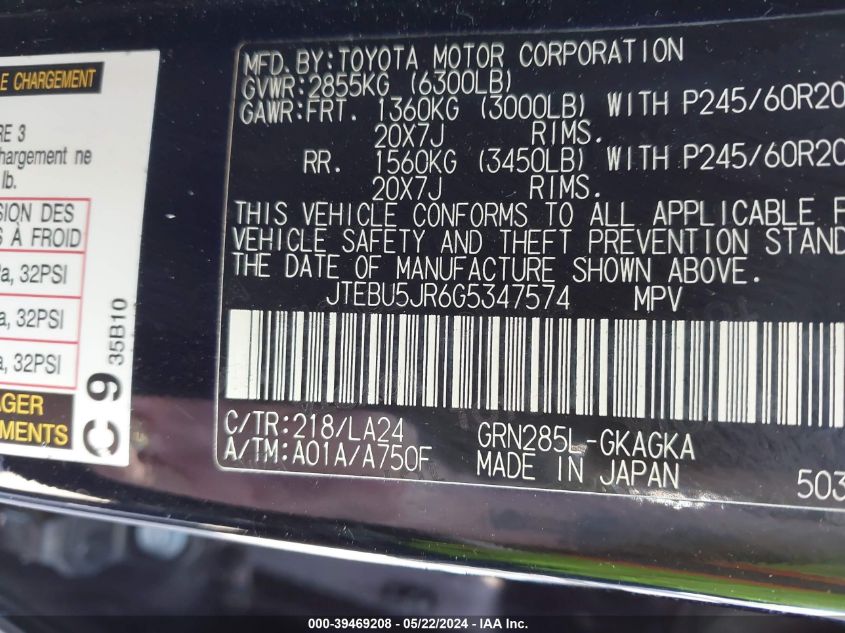 E CHARGEMENT
RE 3
hargement ne
lb.
SION DES
S À FROID
a, 32PSI
a, 32PSI
a, 32PSI
AGER
MENTS
C9
35B10
MFD. BY: TOYOTA MOTOR CORPORATION
GVWR: 2855KG (6300LB)
GAWR: FRT. 1360KG (3000LB) WITH P245/60R20
20X7J RIMS.
RR. 1560KG (3450LB) WITH P245/60R20
20X7J RIMS.
THIS VEHICLE CONFORMS TO ALL APPLICABLE F
VEHICLE SAFETY AND THEFT PREVENTION STAND
THE DATE OF MANUFACTURE SHOWN ABOVE.
JTEBU5JR6G5347574 MPV
C/TR: 218/LA24 GRN285L-GKAGKA
A/TM: A01A/A750F MADE IN JAPAN 503
000-39469208 - 05/22/2024 - IAA Inc.